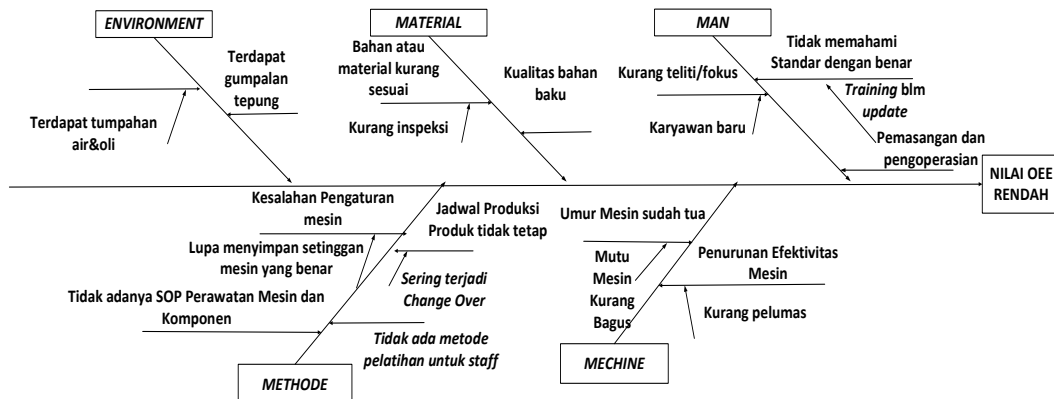 ENVIRONMENT
MATERIAL
MAN
Terdapat
gumpalan
tepung
Terdapat tumpahan
air&oli
Bahan atau
material kurang
sesuai
Kualitas bahan
baku
Kurang inspeksi
Tidak memahami
Standar dengan benar
Kurang teliti/fokus
Training blm
update
Karyawan baru
Pemasangan dan
pengoperasian
NILAI OEE
RENDAH
Kesalahan Pengaturan
mesin
Jadwal Produksi
Produk tidak tetap
Lupa menyimpan setinggan
mesin yang benar
Sering terjadi
Change Over
Tidak adanya SOP Perawatan Mesin dan
Komponen
Tidak ada metode
pelatihan untuk staff
Umur Mesin sudah tua
Penurunan Efektivitas
Mesin
Mutu
Mesin
Kurang
Bagus
Kurang pelumas
METHODE
MECHINE